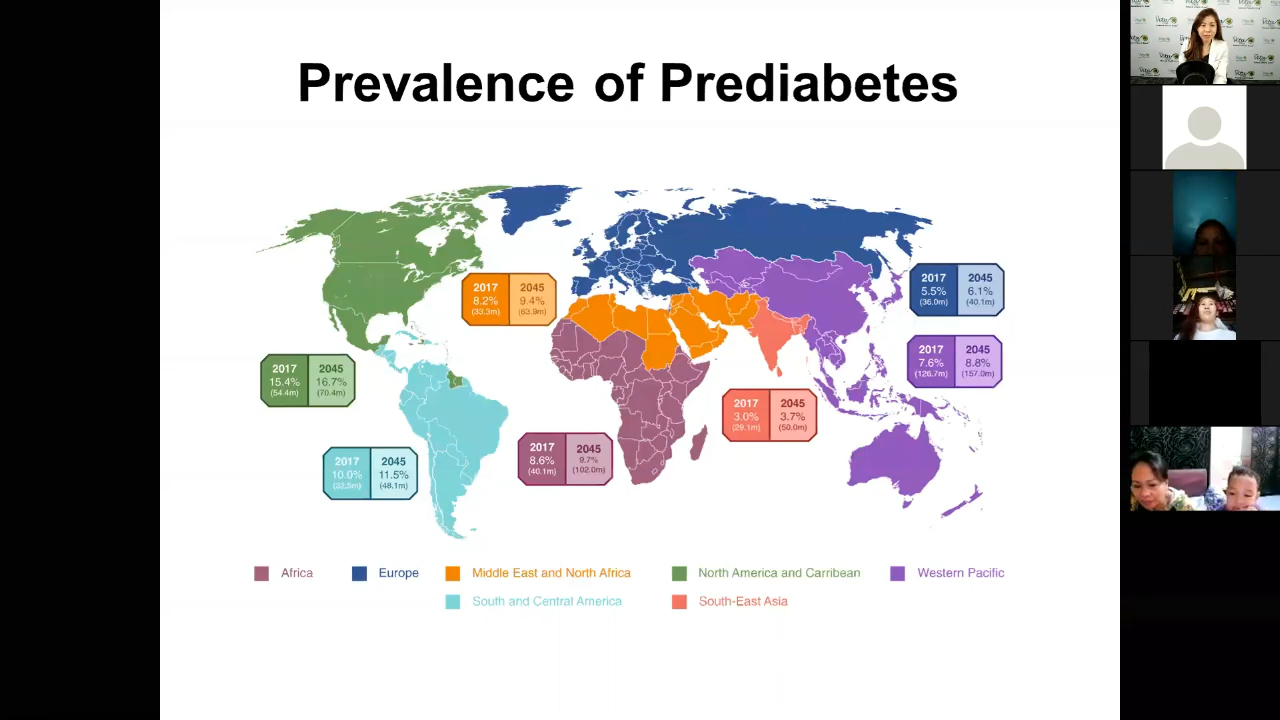 Prevalence of Prediabetes
2017 2045
8.2% 9.4%
(33.3m) (63.9m)
2017 2045
5.5% 6.1%
(36.0m) (40.1m)
2017 2045
7.6% 8.8%
(126.7m) (157.0m)
2017 2045
15.4% 16.7%
(54.4m) (70.4m)
2017 2045
3.0% 3.7%
(29.1m) (50.0m)
2017 2045
8.6% 9.7%
(40.1m) (102.0m)
2017 2045
10.0% 11.5%
(32.5m) (48.1m)
Africa Europe Middle East and North Africa North America and Carribean Western Pacific
South and Central America South-East Asia